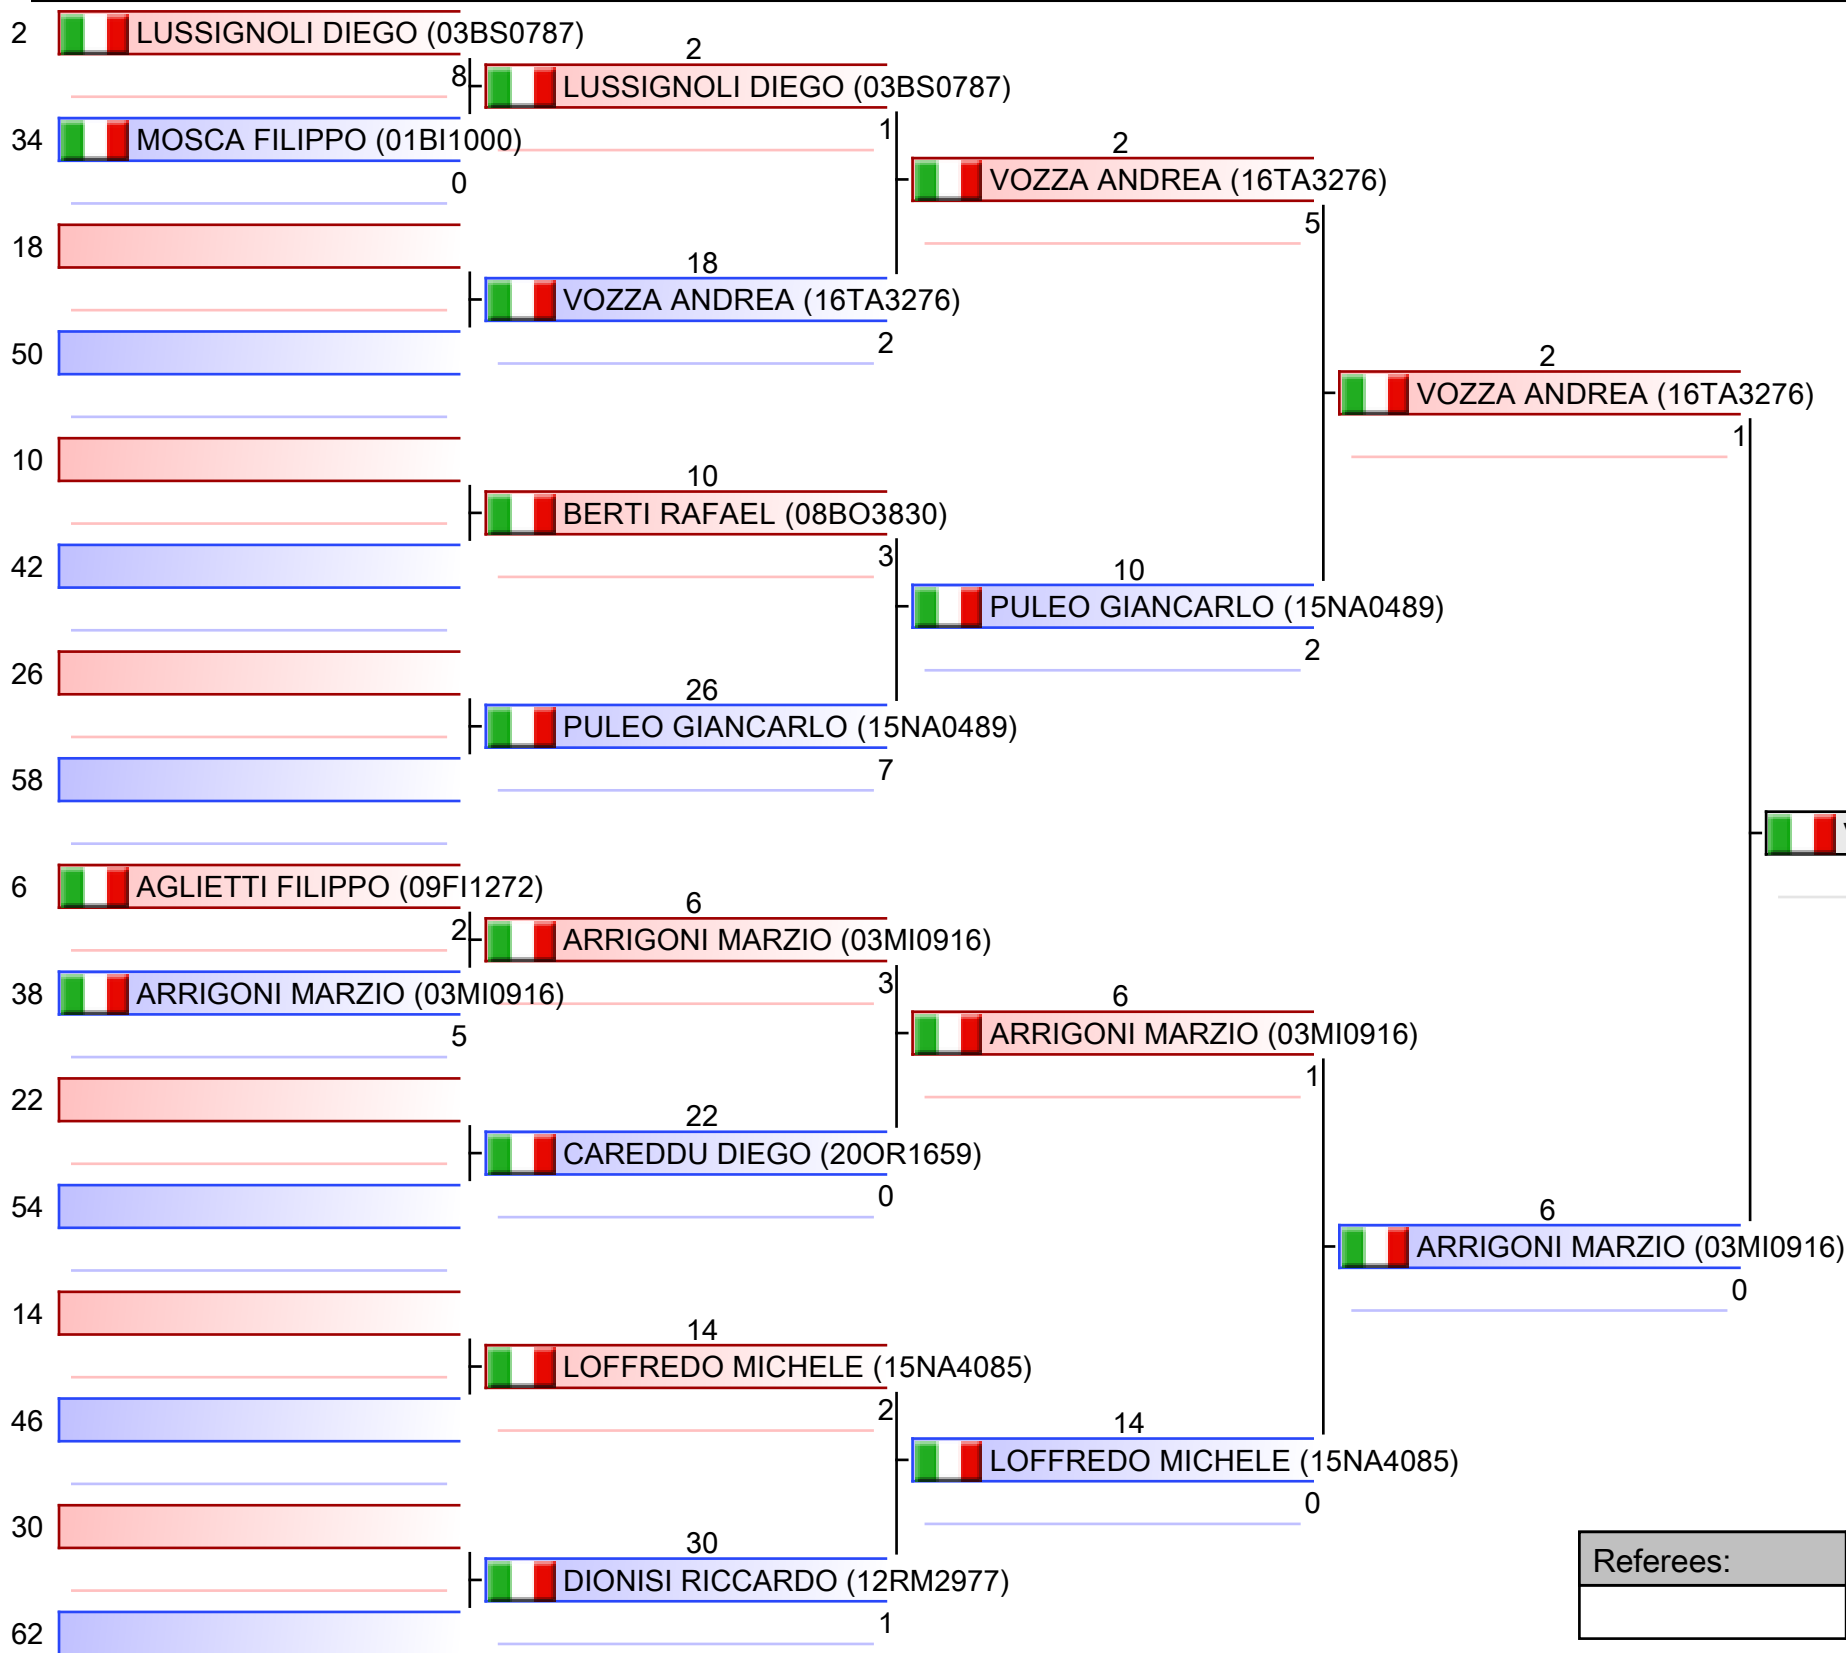 2 LUSSIGNOLI DIEGO (03BS0787)
8
34 MOSCA FILIPPO (01BI1000)
0
18
50
10
42
26
58
6 AGLIETTI FILIPPO (09FI1272)
2
38 ARRIGONI MARZIO (03MI0916)
5
22
54
14
46
30
62
2
LUSSIGNOLI DIEGO (03BS0787)
1
18
VOZZA ANDREA (16TA3276)
2
10
BERTI RAFAEL (08BO3830)
3
26
PULEO GIANCARLO (15NA0489)
7
6
ARRIGONI MARZIO (03MI0916)
3
22
CAREDDU DIEGO (20OR1659)
0
14
LOFFREDO MICHELE (15NA4085)
2
30
DIONISI RICCARDO (12RM2977)
1
2
VOZZA ANDREA (16TA3276)
5
10
PULEO GIANCARLO (15NA0489)
2
6
ARRIGONI MARZIO (03MI0916)
1
14
LOFFREDO MICHELE (15NA4085)
0
2
VOZZA ANDREA (16TA3276)
1
6
ARRIGONI MARZIO (03MI0916)
0
Referees: